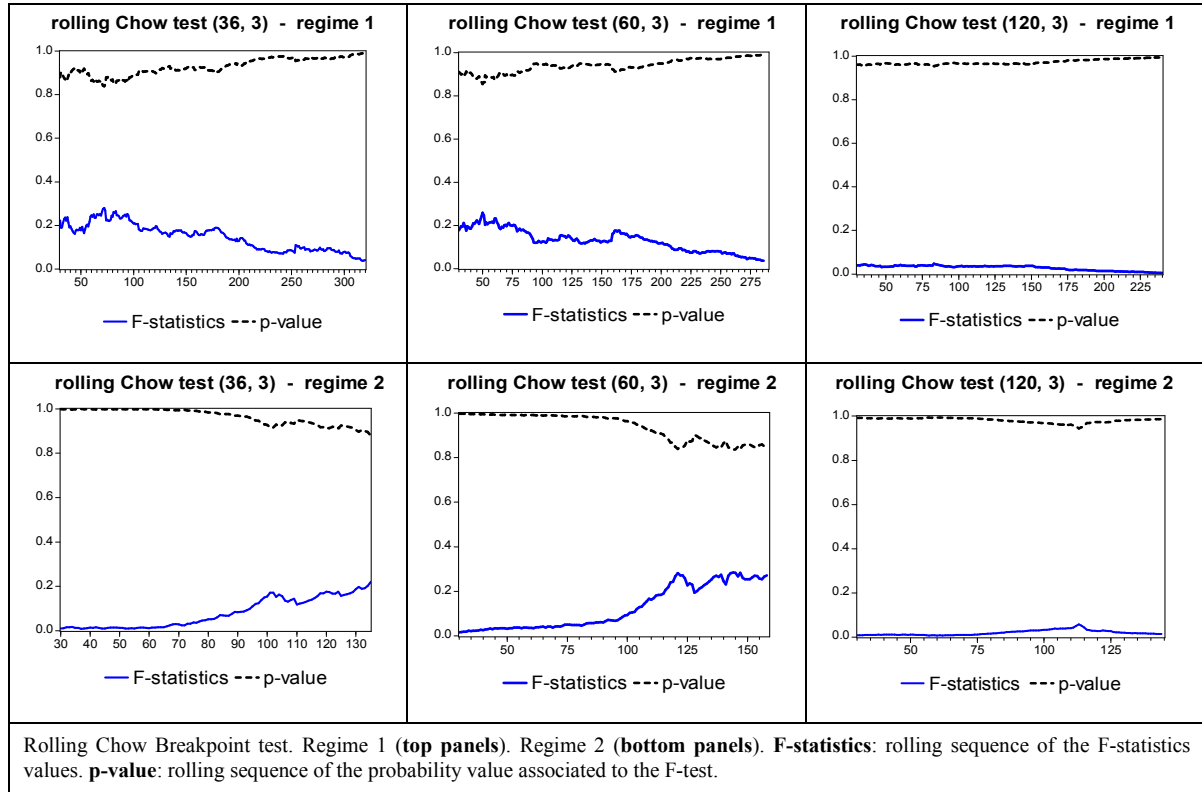 rolling Chow test (36, 3) - regime 1
1.0
0.8
0.6
0.4
0.2
0.0
50 100 150 200 250 300
F-statistics p-value
rolling Chow test (60, 3) - regime 1
1.0
0.8
0.6
0.4
0.2
0.0
50 75 100 125 150 175 200 225 250 275
F-statistics p-value
rolling Chow test (120, 3) - regime 1
1.0
0.8
0.6
0.4
0.2
0.0
50 75 100 125 150 175 200 225
F-statistics p-value
rolling Chow test (36, 3) - regime 2
1.0
0.8
0.6
0.4
0.2
0.0
30 40 50 60 70 80 90 100 110 120 130
F-statistics p-value
rolling Chow test (60, 3) - regime 2
1.0
0.8
0.6
0.4
0.2
0.0
50 75 100 125 150
F-statistics p-value
rolling Chow test (120, 3) - regime 2
1.0
0.8
0.6
0.4
0.2
0.0
50 75 100 125
F-statistics p-value
Rolling Chow Breakpoint test. Regime 1 (top panels). Regime 2 (bottom panels). F-statistics: rolling sequence of the F-statistics
values. p-value: rolling sequence of the probability value associated to the F-test.